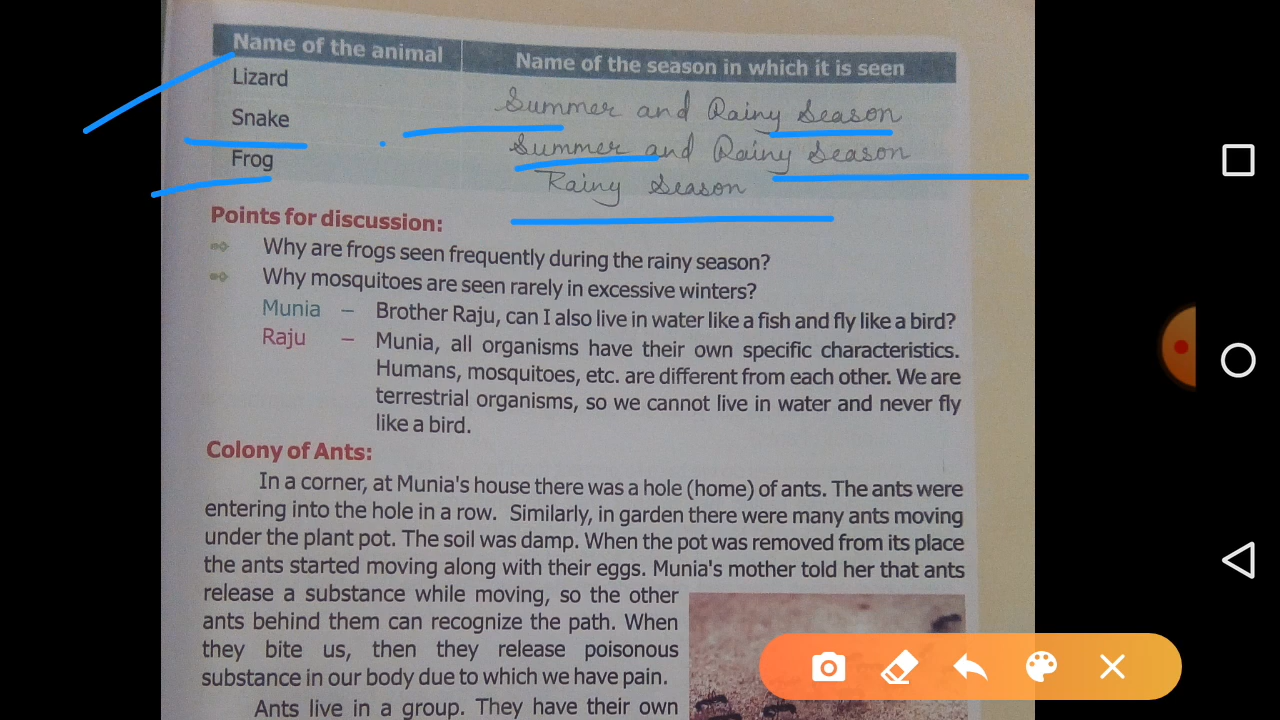 Name of the animal Name of the season in which it is seen
Lizard Summer and Rainy Season
Snake Summer and Rainy Season
Frog Rainy Season
Points for discussion:
Why are frogs seen frequently during the rainy season?
Why mosquitoes are seen rarely in excessive winters?
Munia – Brother Raju, can I also live in water like a fish and fly like a bird?
Raju – Munia, all organisms have their own specific characteristics.
Humans, mosquitoes, etc. are different from each other. We are
terrestrial organisms, so we cannot live in water and never fly
like a bird.
Colony of Ants:
In a corner, at Munia's house there was a hole (home) of ants. The ants were
entering into the hole in a row. Similarly, in garden there were many ants moving
under the plant pot. The soil was damp. When the pot was removed from its place
the ants started moving along with their eggs. Munia's mother told her that ants
release a substance while moving, so the other
ants behind them can recognize the path. When
they bite us, then they release poisonous
substance in our body due to which we have pain.
Ants live in a group. They have their own